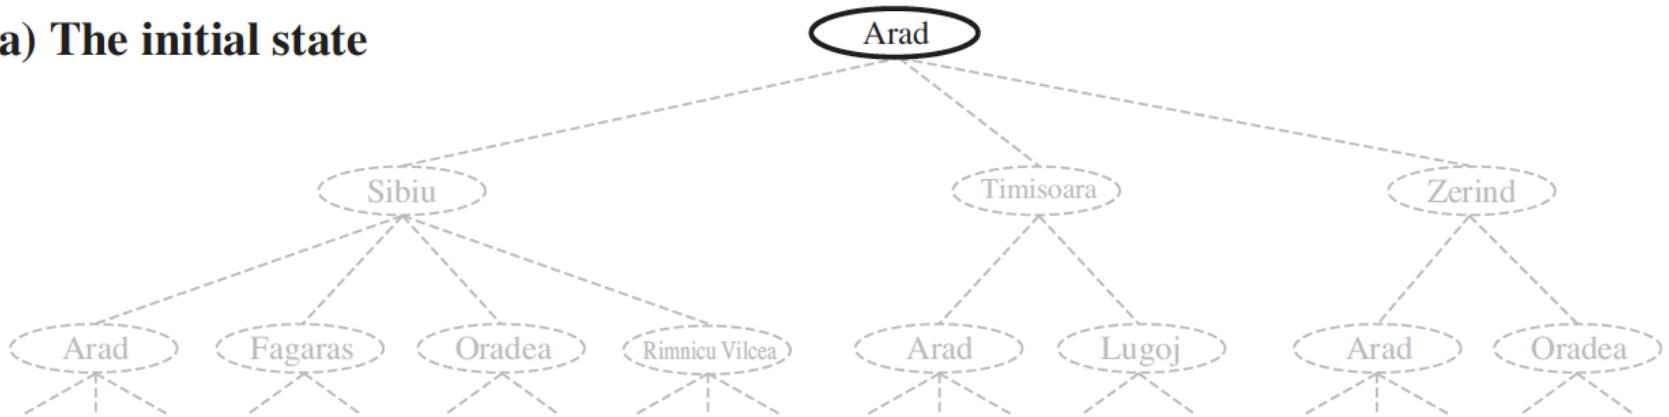 a) The initial state
Arad
Sibiu
Timisoara
Zerind
Arad
Fagaras
Oradea
Rimnicu Vilcea
Arad
Lugoj
Arad
Oradea